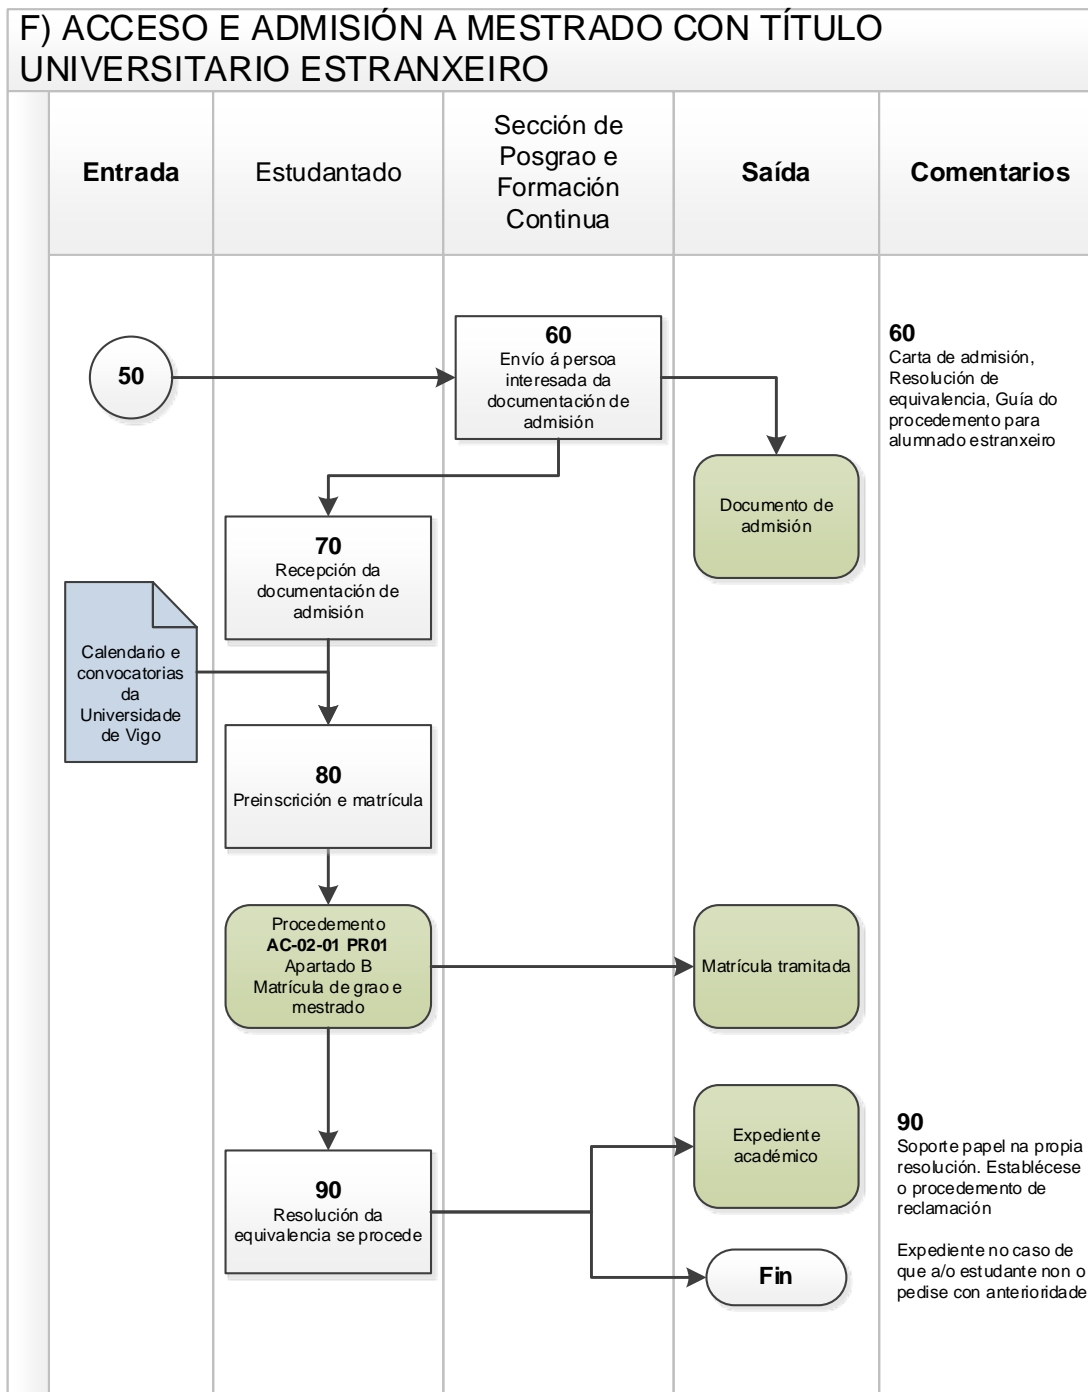 F) ACCESO E ADMISIÓN A MESTRADO CON TÍTULO
UNIVERSITARIO ESTRANXEIRO
Entrada
Estudantado
Sección de
Posgrao e
Formación
Continua
Saída
Comentarios
50
60
Envío á persoa
interesada da
documentación de
admisión
60
Carta de admisión,
Resolución de
equivalencia, Guía do
procedemento para
alumnado estranxeiro
Documento de
admisión
70
Recepción da
documentación de
admisión
Calendario e
convocatorias
da
Universidade
de Vigo
80
Preinscrición e matrícula
Procedemento
AC-02-01 PR01
Apartado B
Matrícula de grao e
mestrado
Matrícula tramitada
Expediente
académico
90
Resolución da
equivalencia se procede
90
Soporte papel na propia
resolución. Establécese
o procedemento de
reclamación
Expediente no caso de
que a/o estudante non o
pedise con anterioridade
Fin